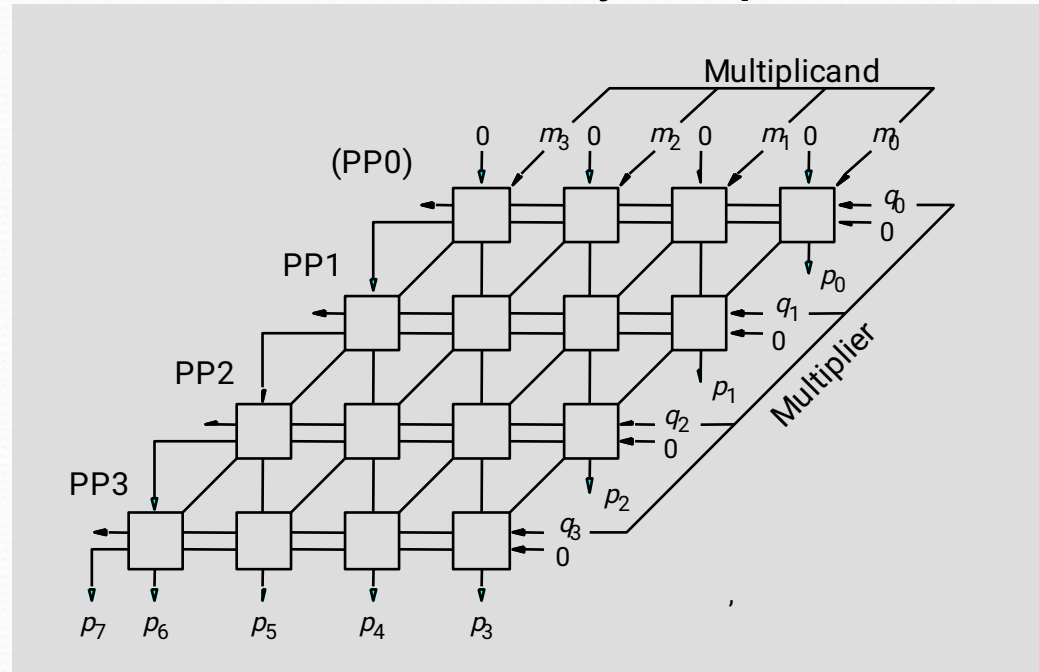 Multiplicand
0 m3 0 m2 0 m1 0 m0
(PP0)
q0
0
PP1
p0
q1
0
PP2
p1
Multiplier
q2
0
PP3
p2
q3
0
,
p7 p6 p5 p4 p3